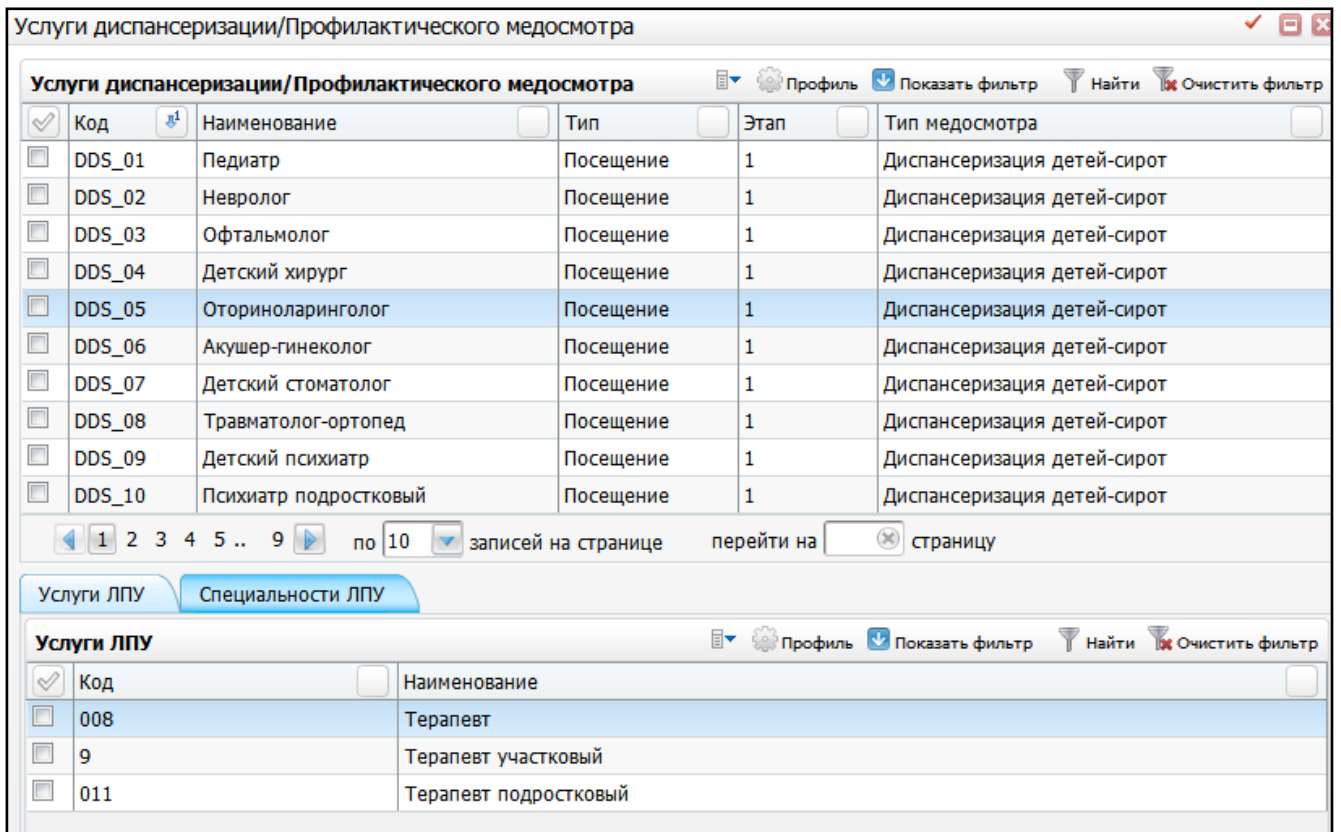 Услуги диспансеризации/Профилактического медосмотра
Услуги диспансеризации/Профилактического медосмотра Профиль Показать фильтр Найти Очистить фильтр
Код 1 Наименование Тип Этап Тип медосмотра
DDS_01 Педиатр Посещение 1 Диспансеризация детей-сирот
DDS_02 Невролог Посещение 1 Диспансеризация детей-сирот
DDS_03 Офтальмолог Посещение 1 Диспансеризация детей-сирот
DDS_04 Детский хирург Посещение 1 Диспансеризация детей-сирот
DDS_05 Оториноларинголог Посещение 1 Диспансеризация детей-сирот
DDS_06 Акушер-гинеколог Посещение 1 Диспансеризация детей-сирот
DDS_07 Детский стоматолог Посещение 1 Диспансеризация детей-сирот
DDS_08 Травматолог-ортопед Посещение 1 Диспансеризация детей-сирот
DDS_09 Детский психиатр Посещение 1 Диспансеризация детей-сирот
DDS_10 Психиатр подростковый Посещение 1 Диспансеризация детей-сирот
1 2 3 4 5 .. 9 по 10 записей на странице перейти на страницу
Услуги ЛПУ Специальности ЛПУ
Услуги ЛПУ Профиль Показать фильтр Найти Очистить фильтр
Код Наименование
008 Терапевт
9 Терапевт участковый
011 Терапевт подростковый